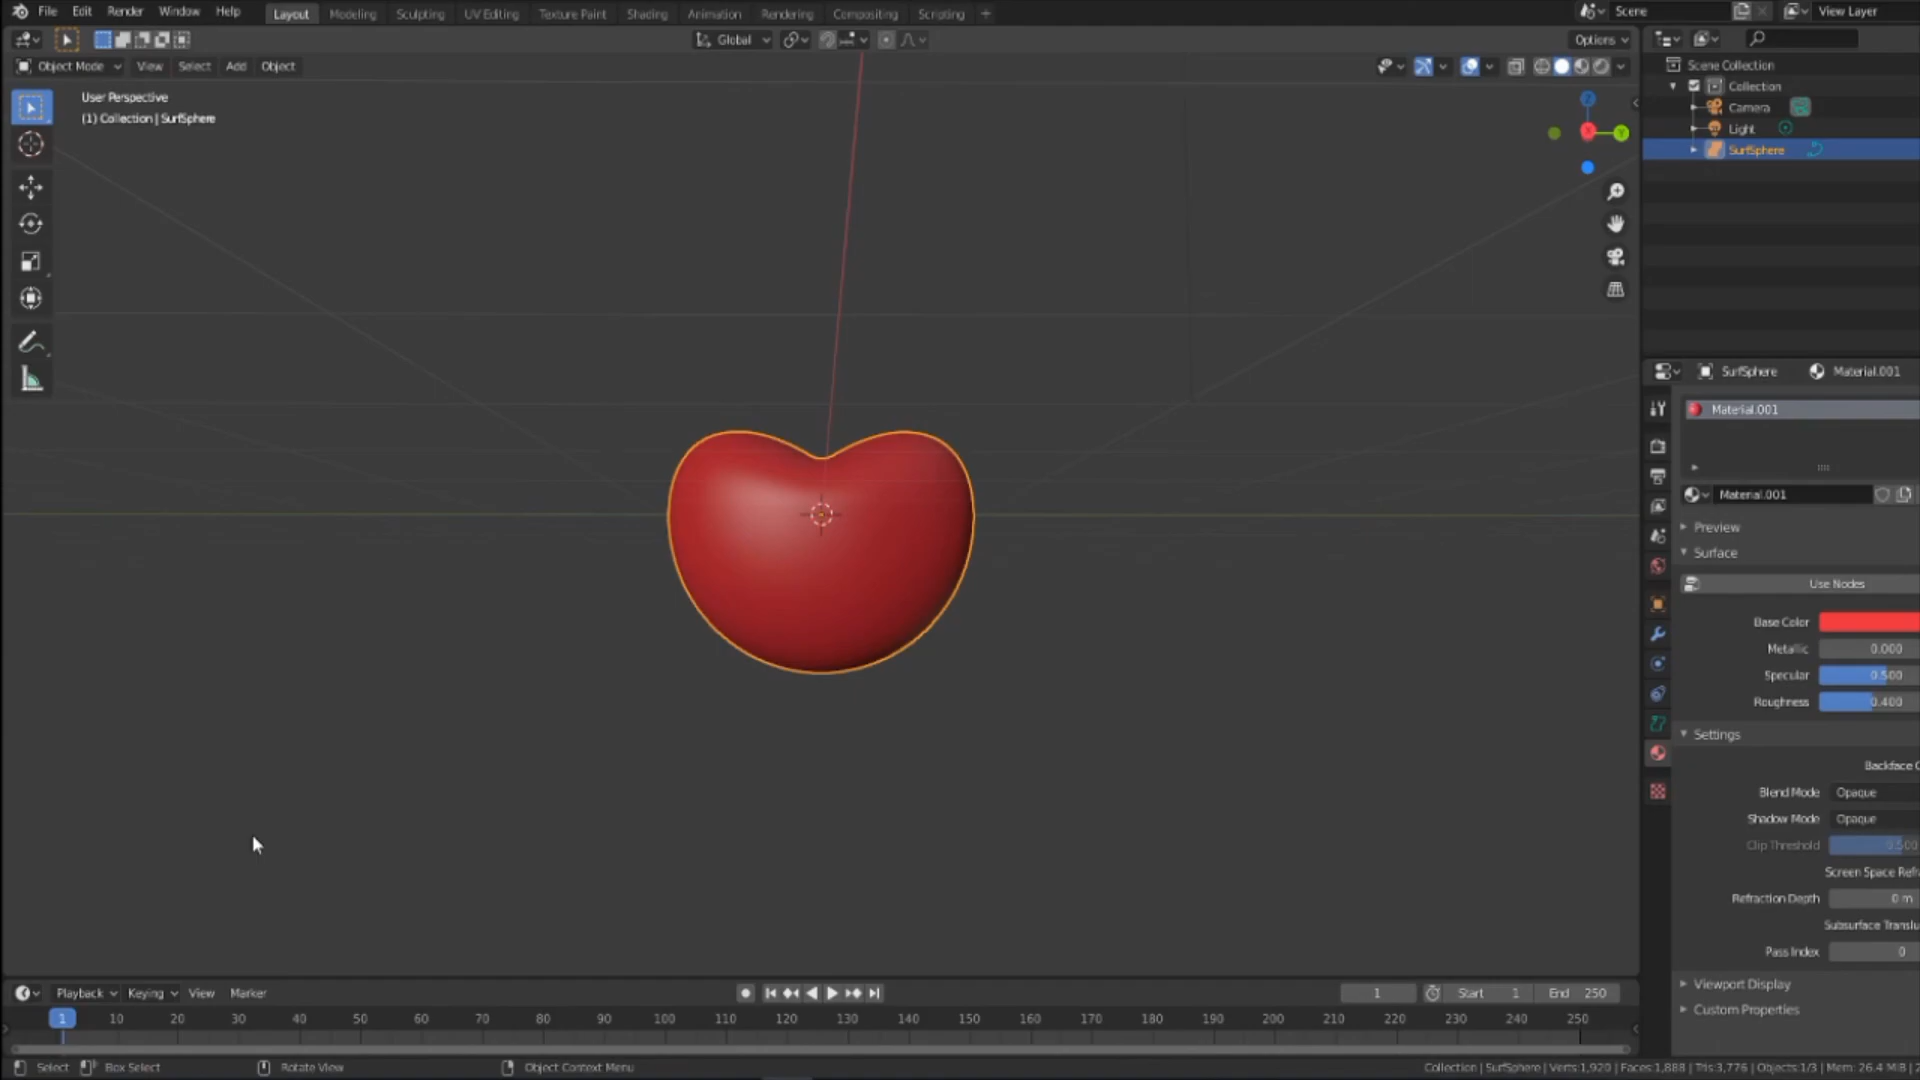 File Edit Render Window Help Layout Modeling Sculpting UV Editing Texture Paint Shading Animation Rendering Compositing Scripting + Scene View Layer
Global Options
Object Mode View Select Add Object
User Perspective
(1) Collection | SurfSphere
Scene Collection
Collection
Camera
Light
SurfSphere
SurfSphere Material.001
Material.001
Material.001
Preview
Surface
Use Nodes
Base Color
Metallic 0.000
Specular 0.500
Roughness 0.400
Settings
Backface C
Blend Mode Opaque
Shadow Mode Opaque
Clip Threshold 0.500
Screen Space Refr
Refraction Depth 0 m
Subsurface Translu
Pass Index 0
Viewport Display
Custom Properties
Playback Keying View Marker 1 Start 1 End 250
1 10 20 30 40 50 60 70 80 90 100 110 120 130 140 150 160 170 180 190 200 210 220 230 240 250
Select Box Select Rotate View Object Context Menu Collection | SurfSphere | Verts:1,920 | Faces:1,888 | Tris:3,776 | Objects:1/3 | Mem: 26.4 MiB | 2